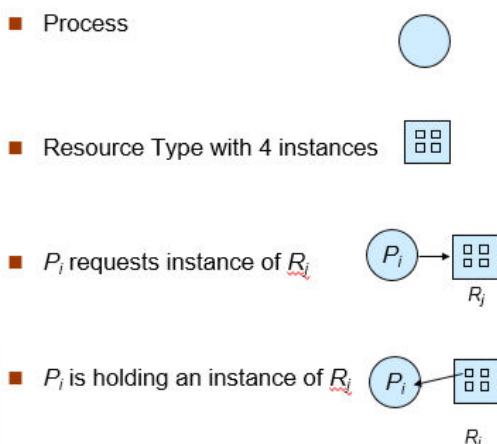 Process
Resource Type with 4 instances
Pi requests instance of Rj
Pi
Rj
Pi is holding an instance of Rj
Pi
Rj